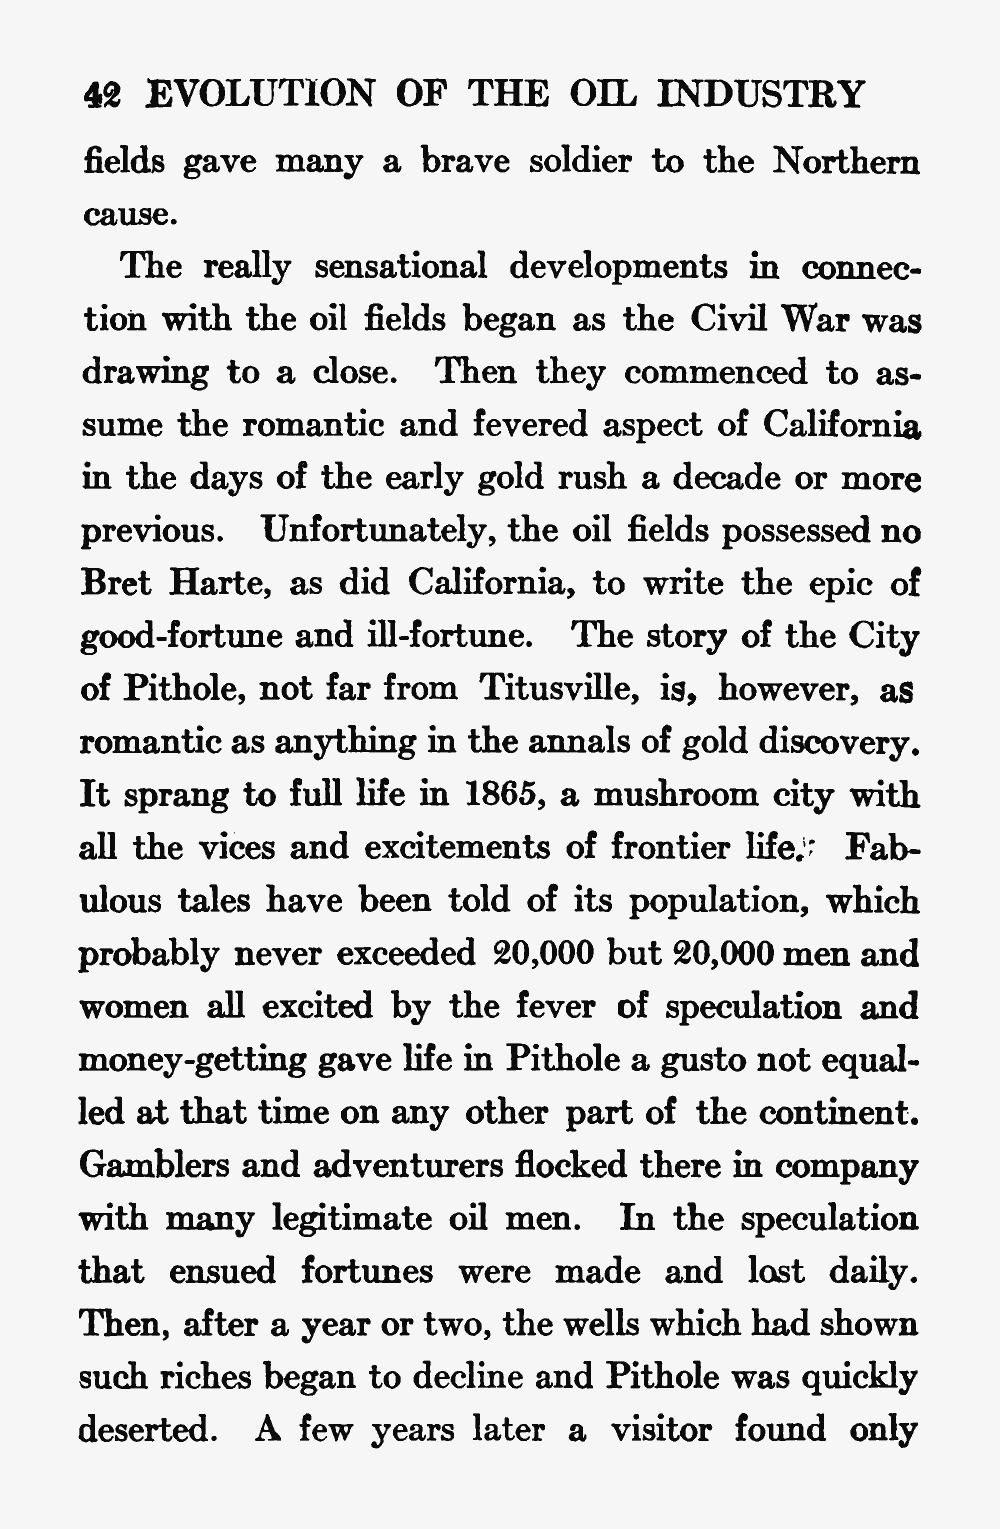 42 EVOLUTION OF THE OIL INDUSTRY
fields gave many a brave soldier to the Northern
cause.
The really sensational developments in connec-
tion with the oil fields began as the Civil War was
drawing to a close. Then they commenced to as-
sume the romantic and fevered aspect of California
in the days of the early gold rush a decade or more
previous. Unfortunately, the oil fields possessed no
Bret Harte, as did California, to write the epic of
good-fortune and ill-fortune. The story of the City
of Pithole, not far from Titusville, is, however, as
romantic as anything in the annals of gold discovery.
It sprang to full life in 1865, a mushroom city with
all the vices and excitements of frontier life. Fab-
ulous tales have been told of its population, which
probably never exceeded 20,000 but 20,000 men and
women all excited by the fever of speculation and
money-getting gave life in Pithole a gusto not equal-
led at that time on any other part of the continent.
Gamblers and adventurers flocked there in company
with many legitimate oil men. In the speculation
that ensued fortunes were made and lost daily.
Then, after a year or two, the wells which had shown
such riches began to decline and Pithole was quickly
deserted. A few years later a visitor found only